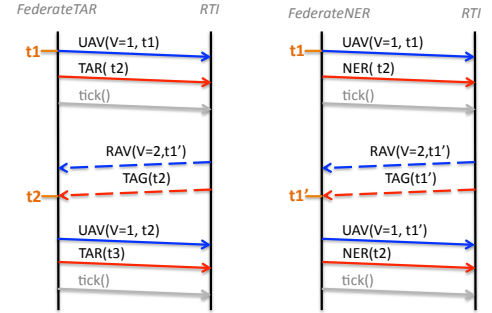 FederateTAR RTI
t1
UAV(V=1, t1)
TAR( t2)
tick()
RAV(V=2,t1’)
TAG(t2)
t2
UAV(V=1, t2)
TAR(t3)
tick()
FederateNER RTI
t1
UAV(V=1, t1)
NER( t2)
tick()
RAV(V=2,t1’)
TAG(t1’)
t1’
UAV(V=1, t1’)
NER(t2)
tick()